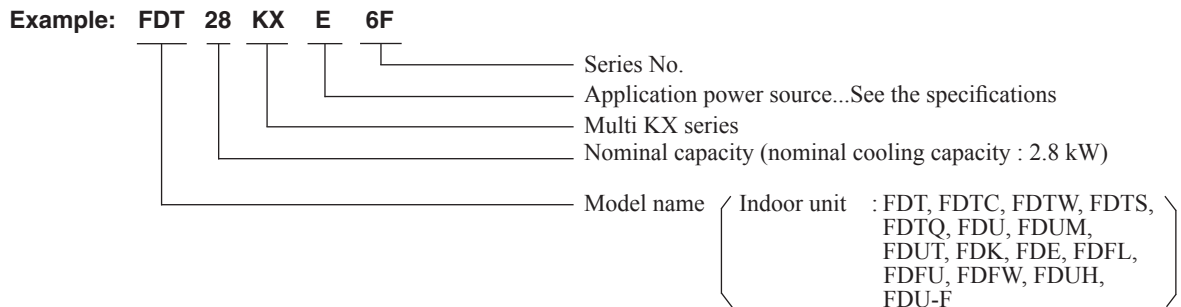 Example: FDT 28 KX E 6F
Series No.
Application power source...See the specifications
Multi KX series
Nominal capacity (nominal cooling capacity : 2.8 kW)
Model name ( Indoor unit : FDT, FDTC, FDTW, FDTS,
FDTQ, FDU, FDUM,
FDUT, FDK, FDE, FDFL,
FDFU, FDFW, FDUH,
FDU-F )